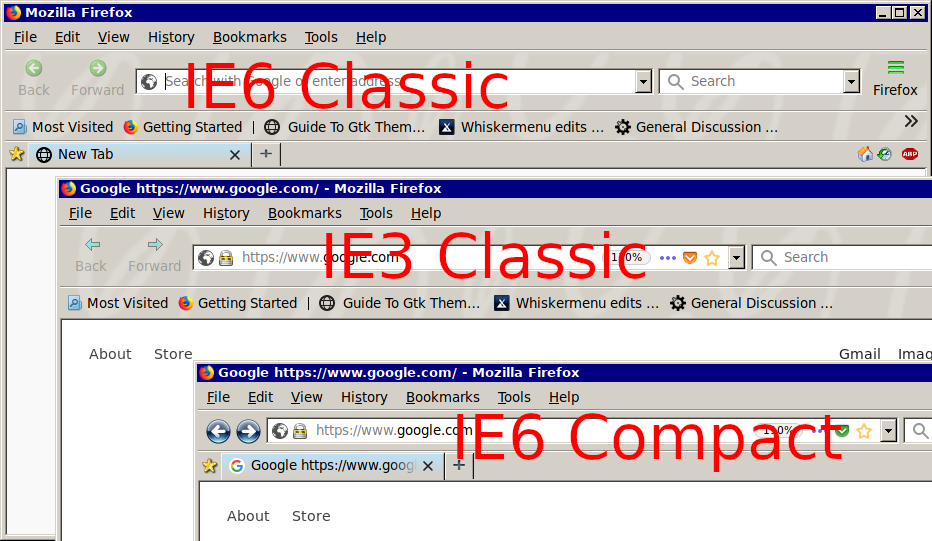 Mozilla Firefox
File Edit View History Bookmarks Tools Help
Back Forward Search with Google or enter address Search Firefox
IE6 Classic
Most Visited Getting Started | Guide To Gtk Them... Whiskermenu edits ... General Discussion ... »
New Tab ABP
Google https://www.google.com/ - Mozilla Firefox
File Edit View History Bookmarks Tools Help
Back Forward https://www.google.com 110% Search
IE3 Classic
Most Visited Getting Started | Guide To Gtk Them... Whiskermenu edits ... General Discussion ...
About Store Gmail Imag
Google https://www.google.com/ - Mozilla Firefox
File Edit View History Bookmarks Tools Help
https://www.google.com 110%
IE6 Compact
Google https://www.goog
About Store